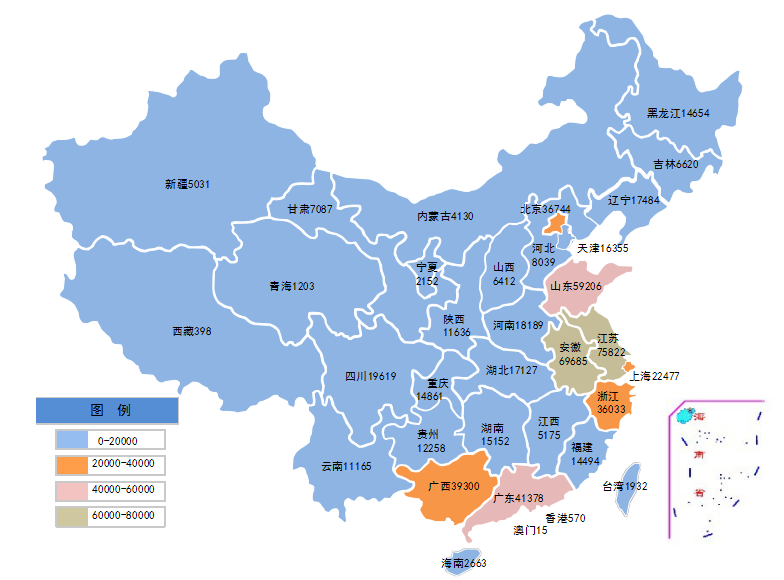 黑龙江14654
吉林6620
新疆5031
辽宁17484
甘肃7087
北京36744
内蒙古4130
天津16355
河北
8039
宁夏
2152
山西
6412
青海1203
山东59206
陕西
11636
河南18189
西藏398
江苏
75822
安徽
69685
湖北17127
四川19619
上海22477
重庆
14861
浙江
36033
图 例
0-20000
20000-40000
40000-60000
60000-80000
湖南
15152
江西
5175
贵州
12258
福建
14494
云南11165
广西39300
广东41378
台湾1932
香港570
澳门15
海南2663
海
南
省